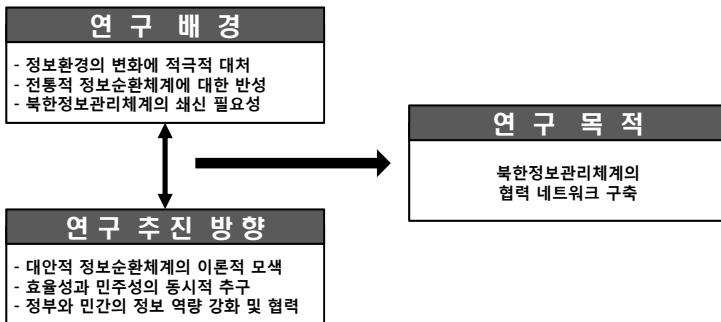 연 구 배 경
- 정보환경의 변화에 적극적 대처
- 전통적 정보순환체계에 대한 반성
- 북한정보관리체계의 쇄신 필요성
연 구 목 적
북한정보관리체계의
협력 네트워크 구축
연 구 추 진 방 향
- 대안적 정보순환체계의 이론적 모색
- 효율성과 민주성의 동시적 추구
- 정부와 민간의 정보 역량 강화 및 협력